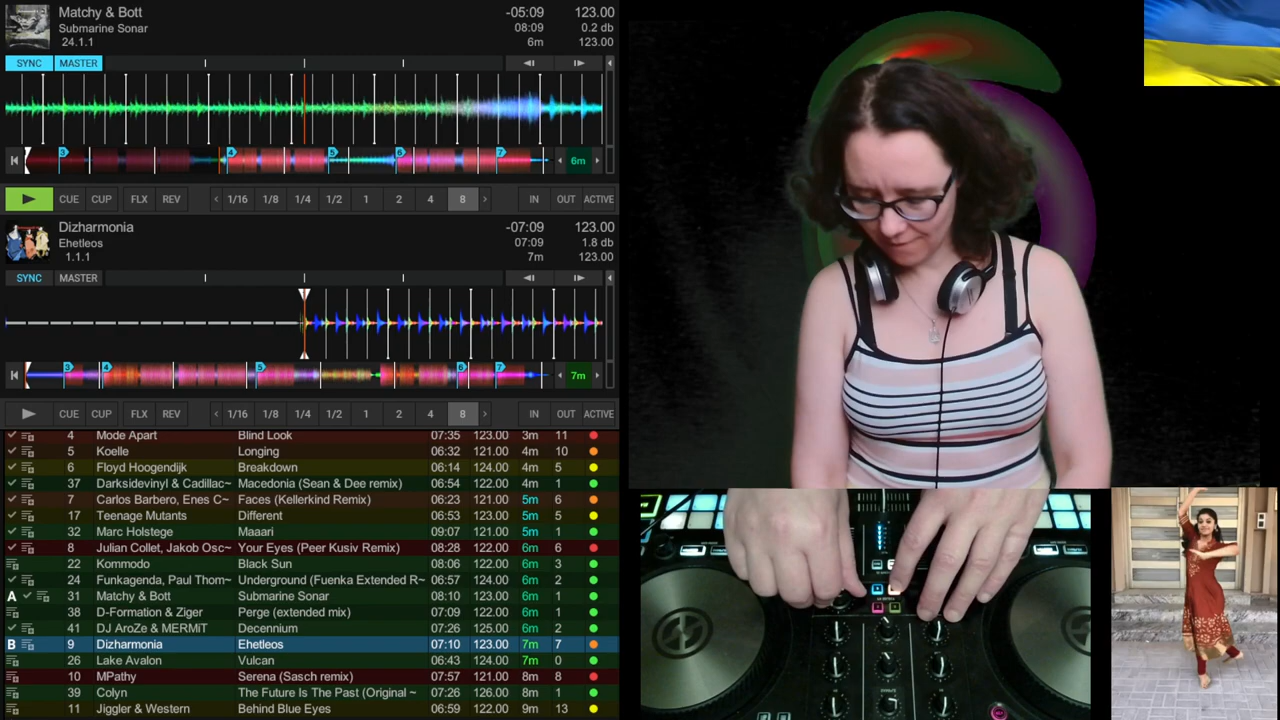 Matchy & Bott -05:09 123.00
Submarine Sonar 08:09 0.2 db
24.1.1 6m 123.00
SYNC MASTER
3 4 5 6 7 6m
CUE CUP FLX REV < 1/16 1/8 1/4 1/2 1 2 4 8 > IN OUT ACTIVE
Dizharmonia -07:09 123.00
Ehetleos 07:09 1.8 db
1.1.1 7m 123.00
SYNC MASTER
3 4 5 6 7 7m
CUE CUP FLX REV < 1/16 1/8 1/4 1/2 1 2 4 8 > IN OUT ACTIVE
4 Mode Apart Blind Look 07:35 123.00 3m 11
5 Koelle Longing 06:32 121.00 4m 10
6 Floyd Hoogendijk Breakdown 06:14 124.00 4m 5
37 Darksidevinyl & Cadillac~ Macedonia (Sean & Dee remix) 06:54 122.00 4m 1
7 Carlos Barbero, Enes C~ Faces (Kellerkind Remix) 06:23 121.00 5m 6
17 Teenage Mutants Different 06:53 123.00 5m 5
32 Marc Holstege Maaari 09:07 121.00 5m 1
8 Julian Collet, Jakob Osc~ Your Eyes (Peer Kusiv Remix) 08:28 122.00 6m 6
22 Kommodo Black Sun 08:06 122.00 6m 3
24 Funkagenda, Paul Thom~ Underground (Fuenka Extended R~ 06:57 124.00 6m 2
A 31 Matchy & Bott Submarine Sonar 08:10 123.00 6m 1
38 D-Formation & Ziger Perge (extended mix) 07:09 122.00 6m 1
41 DJ AroZe & MERMiT Decennium 07:26 125.00 6m 2
B 9 Dizharmonia Ehetleos 07:10 123.00 7m 7
26 Lake Avalon Vulcan 06:43 124.00 7m 0
10 MPathy Serena (Sasch remix) 07:57 121.00 8m 8
39 Colyn The Future Is The Past (Original ~ 07:26 126.00 8m 1
11 Jiggler & Western Behind Blue Eyes 06:59 122.00 9m 13